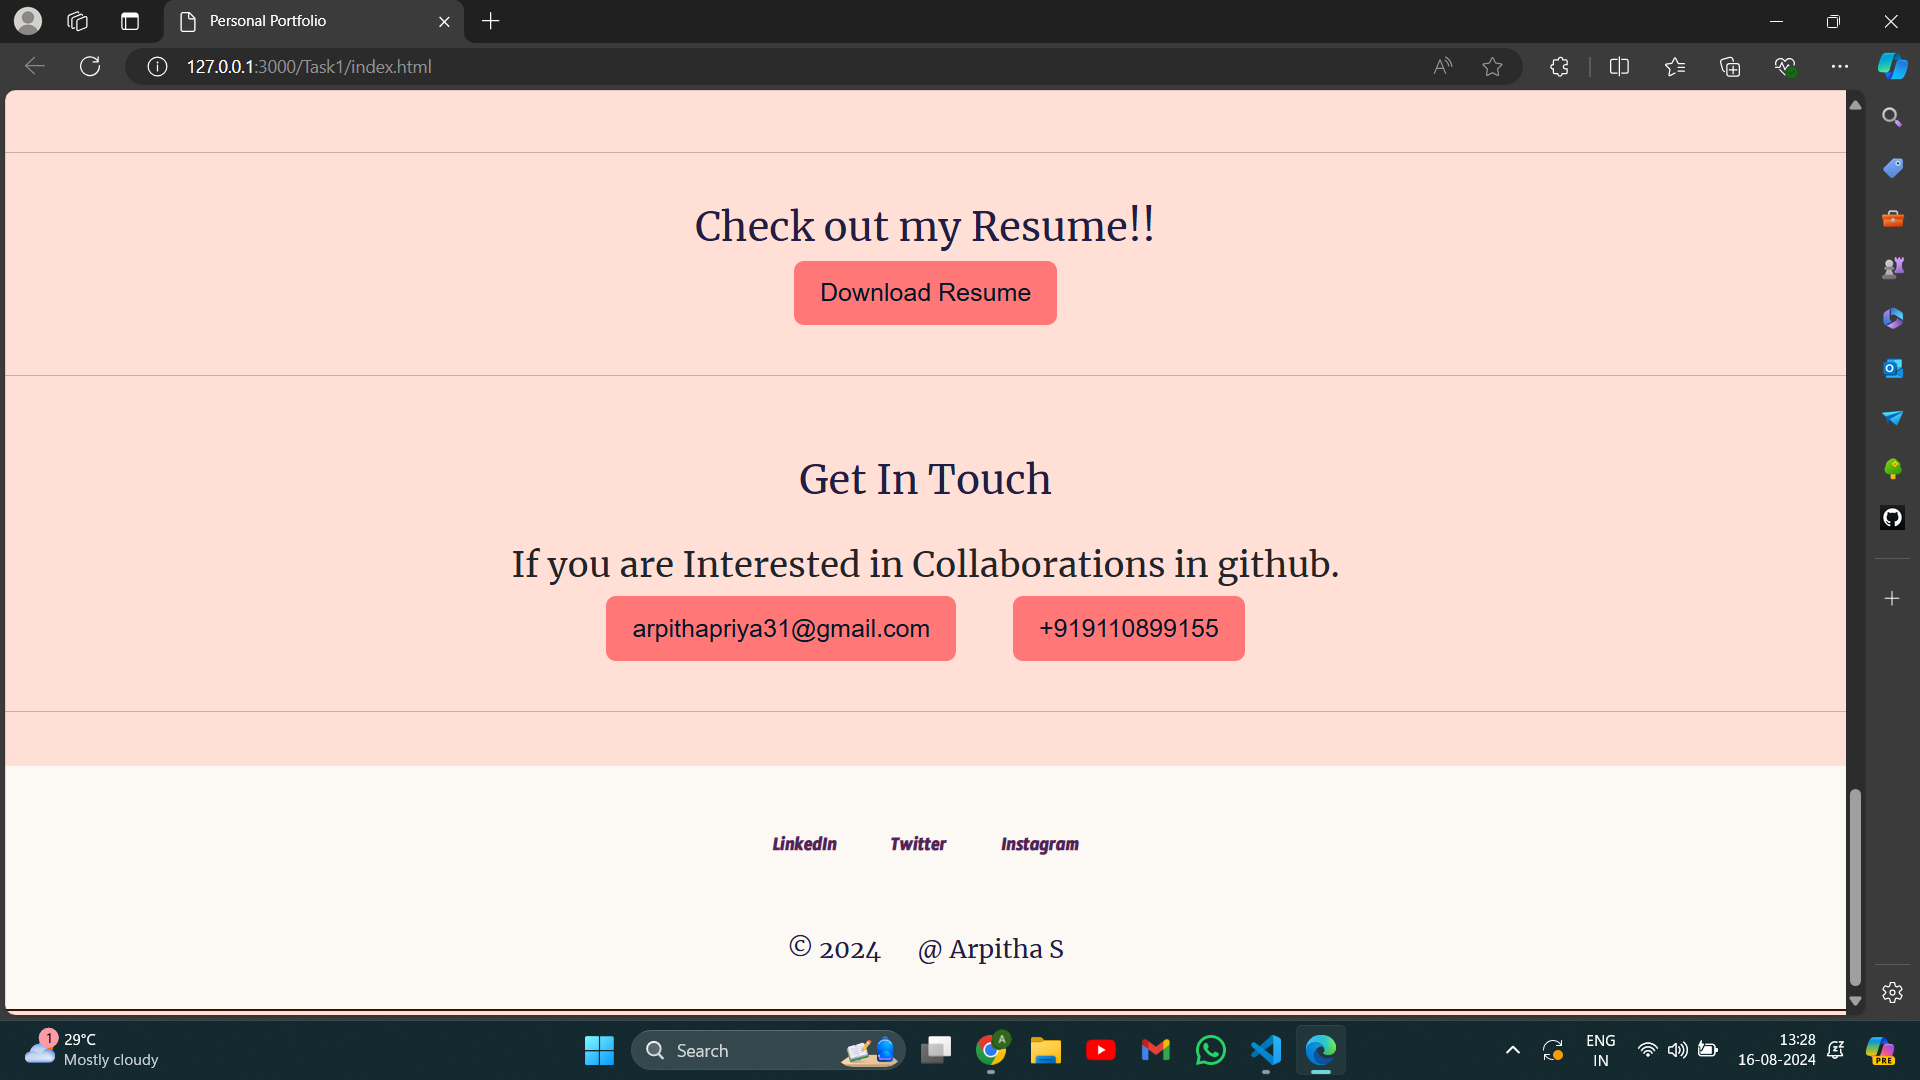 Personal Portfolio
127.0.0.1:3000/Task1/index.html
Check out my Resume!!
Download Resume
Get In Touch
If you are Interested in Collaborations in github.
arpithapriya31@gmail.com +919110899155
LinkedIn Twitter Instagram
© 2024 @ Arpitha S
1
29°C
Mostly cloudy
Search
A
ENG
IN
13:28
16-08-2024
PRE